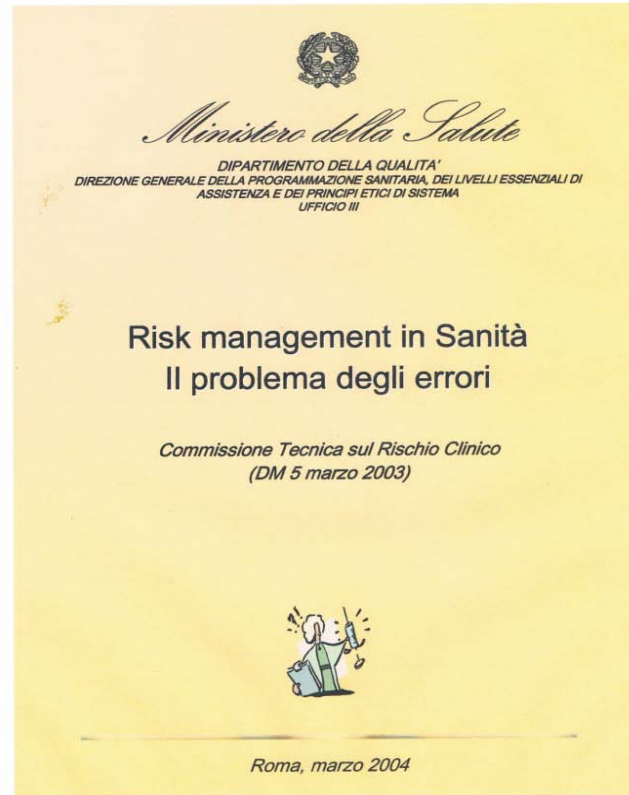 Ministero della Salute
DIPARTIMENTO DELLA QUALITA'
DIREZIONE GENERALE DELLA PROGRAMMAZIONE SANITARIA, DEI LIVELLI ESSENZIALI DI
ASSISTENZA E DEI PRINCIPI ETICI DI SISTEMA
UFFICIO III
Risk management in Sanità
Il problema degli errori
Commissione Tecnica sul Rischio Clinico
(DM 5 marzo 2003)
Roma, marzo 2004